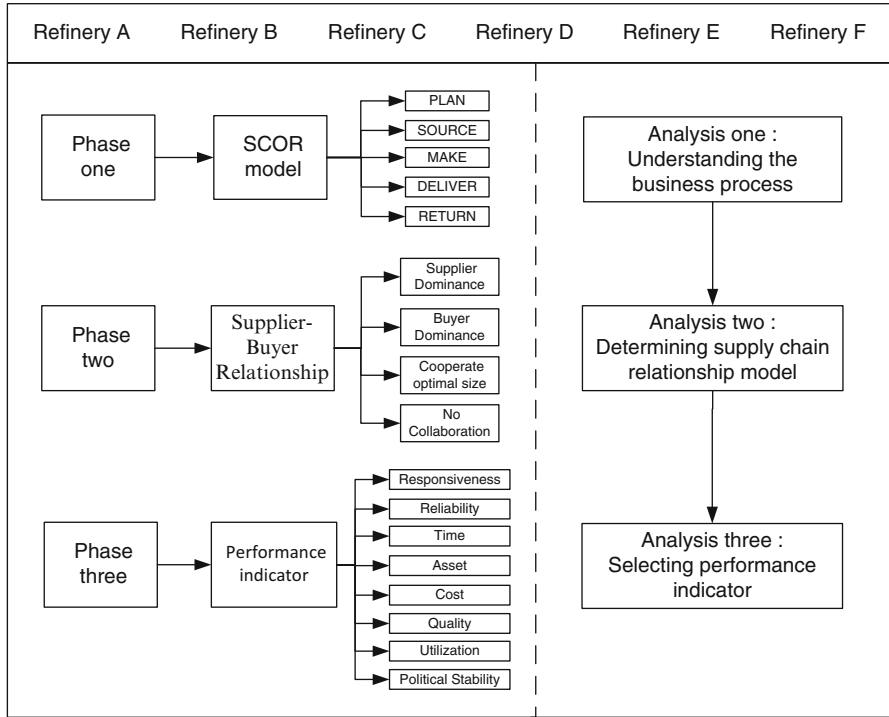 Refinery A Refinery B Refinery C Refinery D Refinery E Refinery F
Phase
one
SCOR
model
PLAN
SOURCE
MAKE
DELIVER
RETURN
Analysis one :
Understanding the
business process
Phase
two
Supplier-
Buyer
Relationship
Supplier
Dominance
Buyer
Dominance
Cooperate
optimal size
No
Collaboration
Analysis two :
Determining supply chain
relationship model
Phase
three
Performance
indicator
Responsiveness
Reliability
Time
Asset
Cost
Quality
Utilization
Political Stability
Analysis three :
Selecting performance
indicator